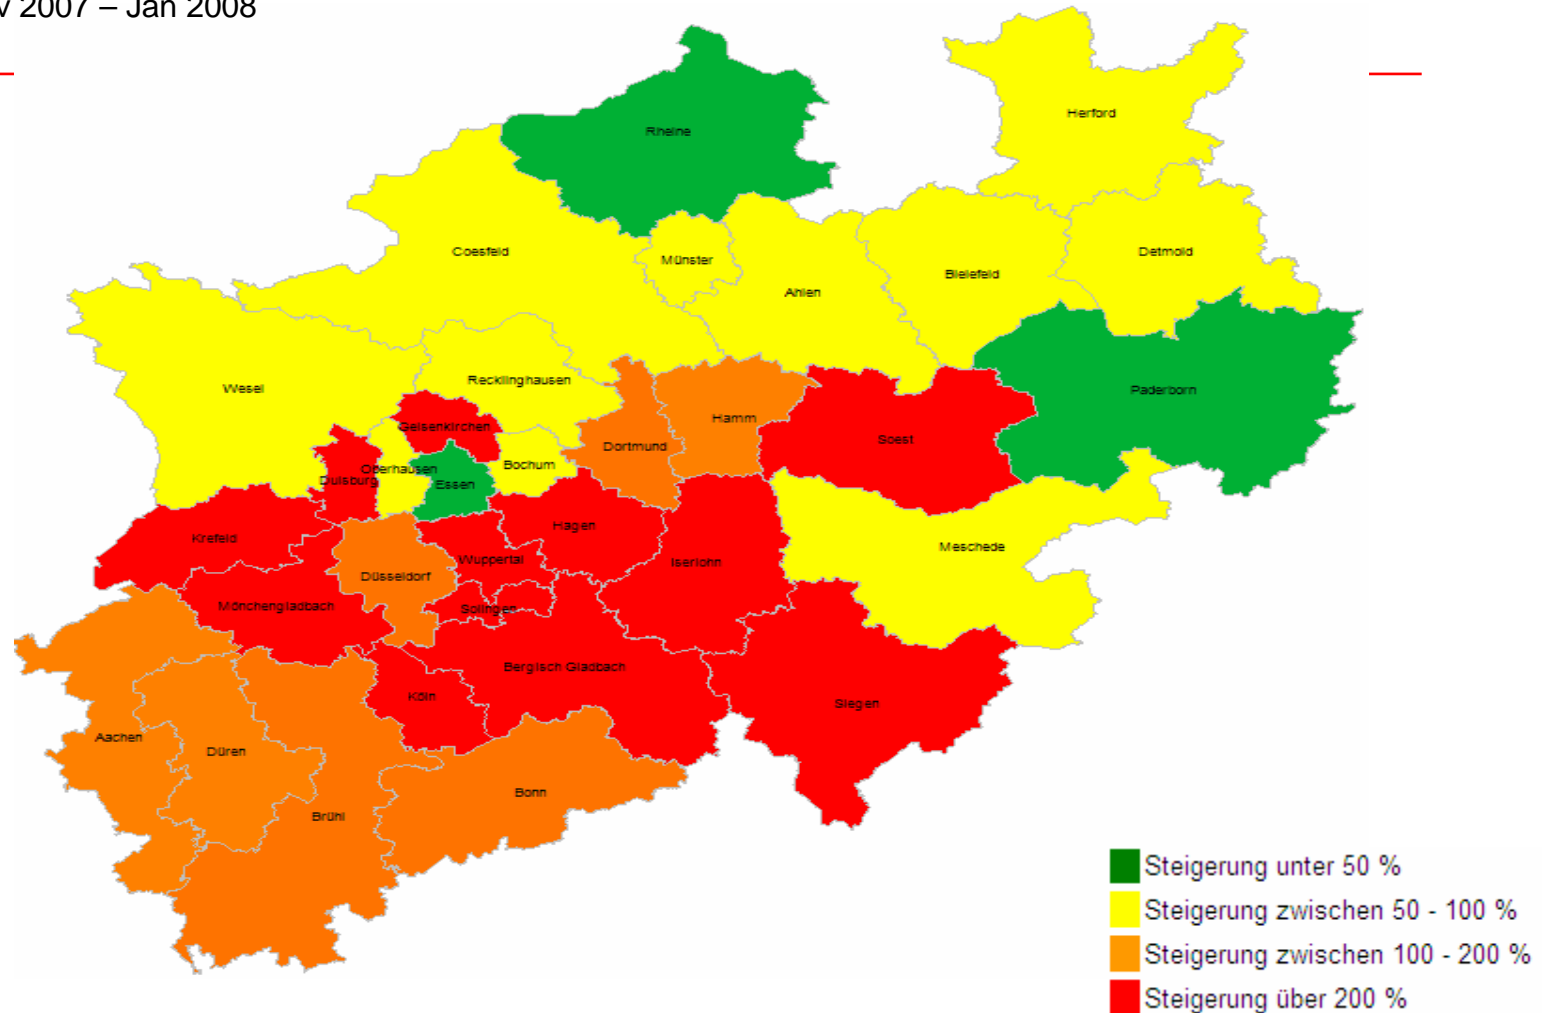 v 2007 – Jan 2008
Herford
Rheine
Coesfeld
Münster
Detmold
Bielefeld
Ahlen
Wesel
Recklinghausen
Paderborn
Hamm
Gelsenkirchen
Soest
Dortmund
Bochum
Oberhausen
Duisburg
Essen
Hagen
Krefeld
Meschede
Wuppertal
Iserlohn
Düsseldorf
Mönchengladbach
Solingen
Bergisch Gladbach
Köln
Siegen
Aachen
Düren
Bonn
Brühl
Steigerung unter 50 %
Steigerung zwischen 50 - 100 %
Steigerung zwischen 100 - 200 %
Steigerung über 200 %